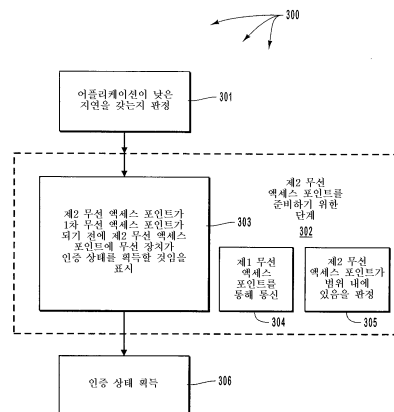 300
어플리케이션이 낮은
지연을 갖는지 판정
301
제2 무선
액세스 포인트를
준비하기 위한
단계
302
제2 무선 액세스 포인트가
1차 무선 액세스 포인트가
되기 전에 제2 무선 액세스
포인트에 무선 장치가
인증 상태를 획득할 것임을
표시
303
제1 무선
액세스
포인트를
통해 통신
304
제2 무선
액세스 포인트가
범위 내에
있음을 판정
305
인증 상태 획득
306